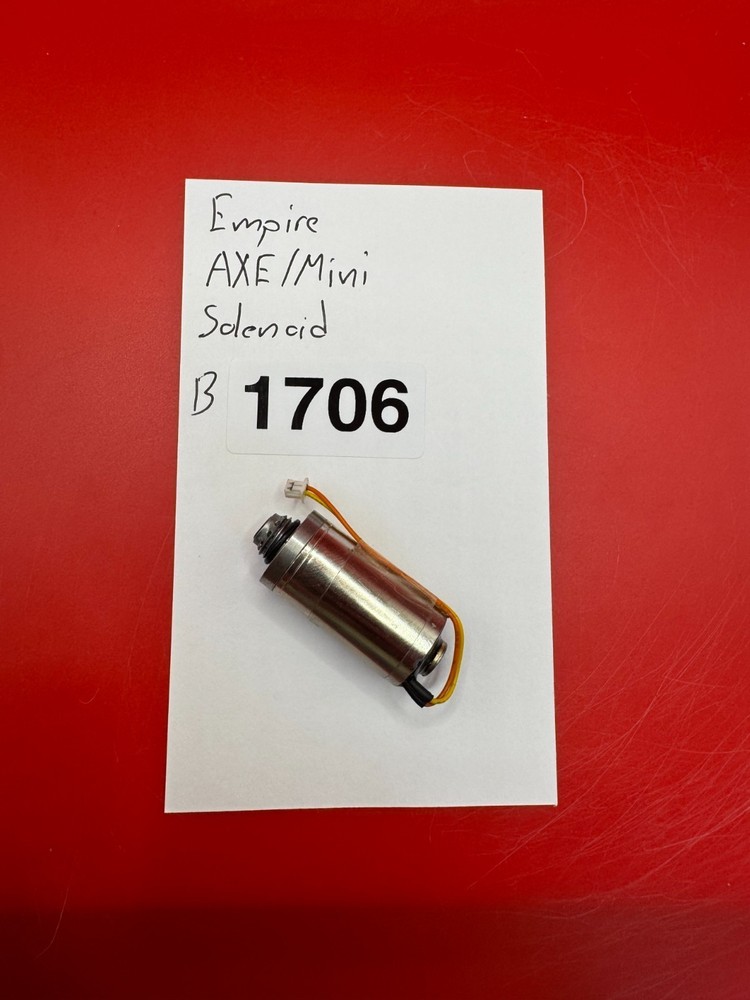 Empire
AXE/Mini
Solenoid
B 1706